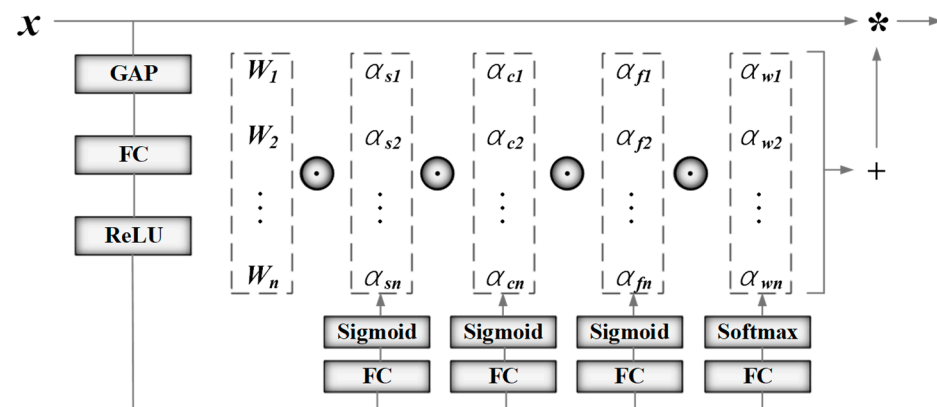 x *
GAP
FC
ReLU
W1 αs1 αc1 αf1 αw1
W2 ⊙ αs2 ⊙ αc2 ⊙ αf2 ⊙ αw2 +
⋮ ⋮ ⋮ ⋮ ⋮
Wn αsn αcn αfn αwn
Sigmoid Sigmoid Sigmoid Softmax
FC FC FC FC